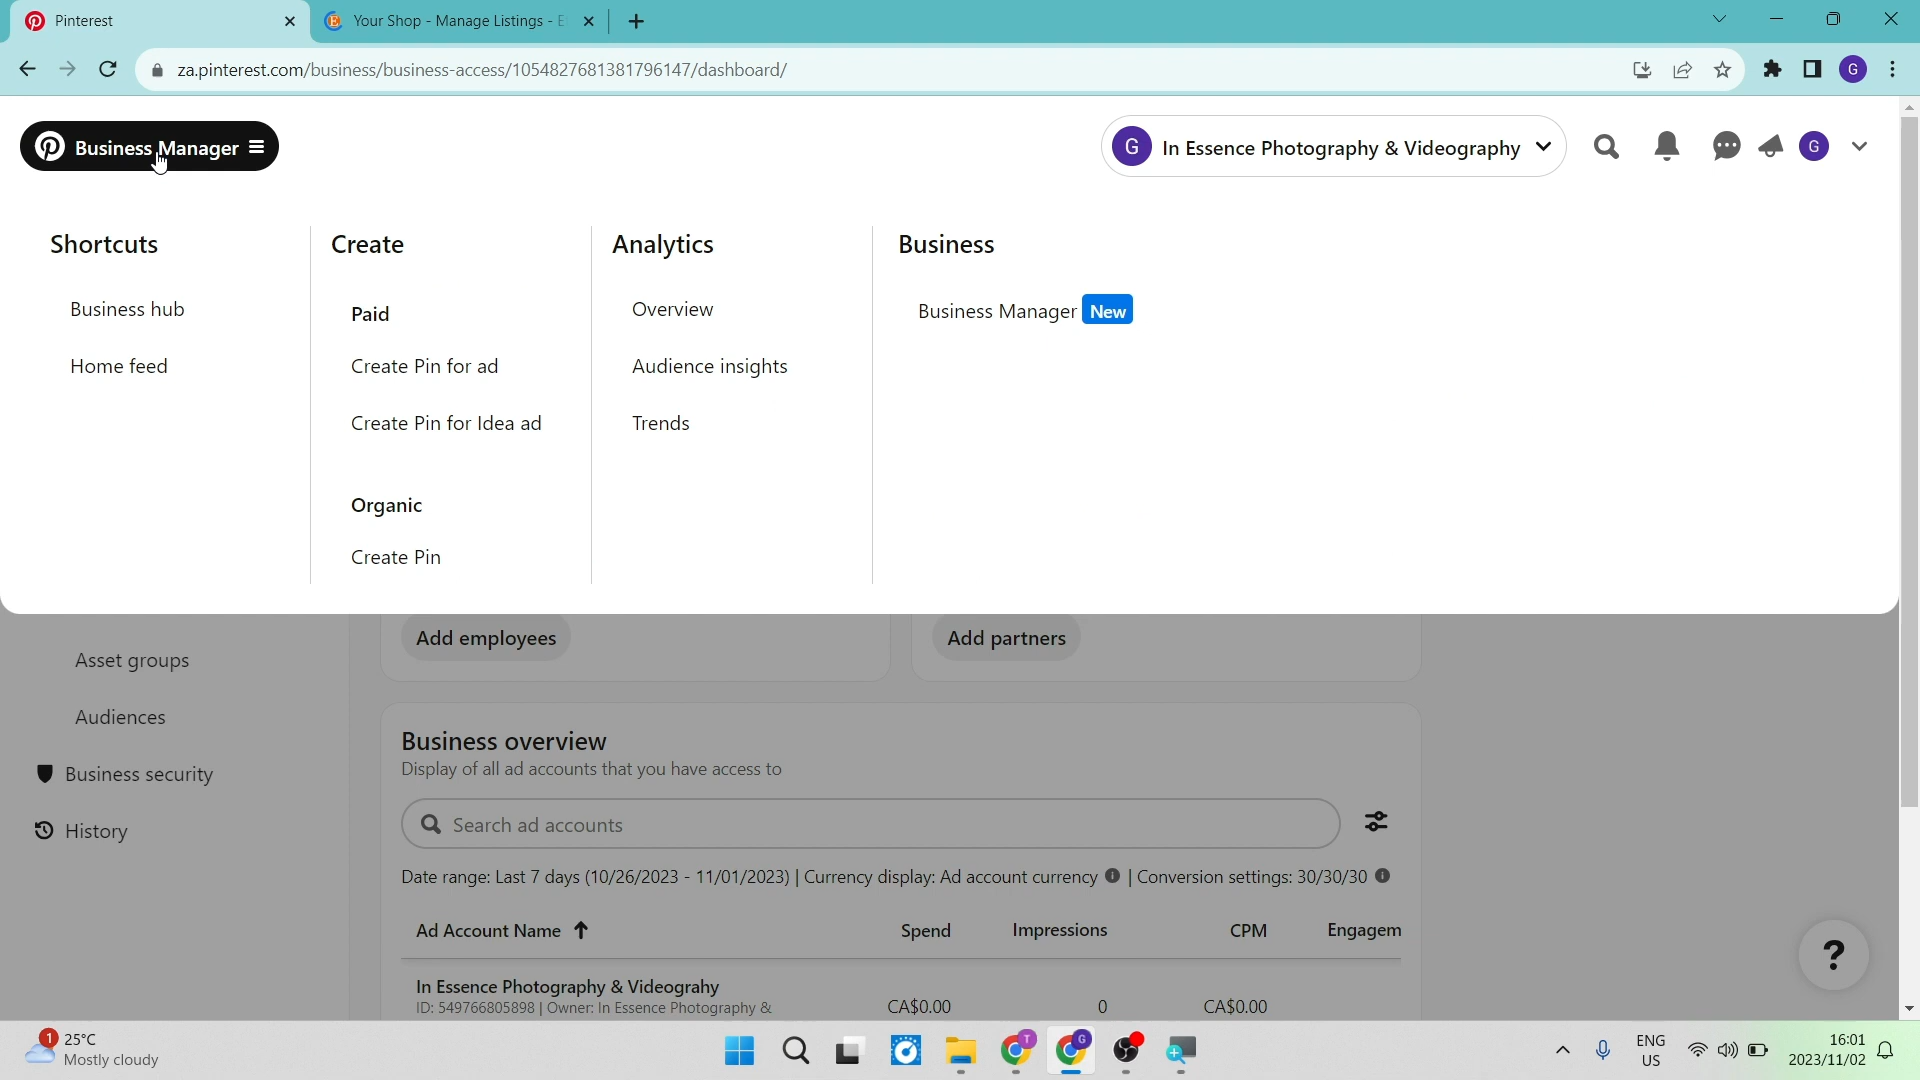 Pinterest
Your Shop - Manage Listings - E
za.pinterest.com/business/business-access/1054827681381796147/dashboard/
G
Business Manager
G In Essence Photography & Videography
G
Shortcuts
Business hub
Home feed
Create
Paid
Create Pin for ad
Create Pin for Idea ad
Organic
Create Pin
Analytics
Overview
Audience insights
Trends
Business
Business Manager New
Asset groups
Audiences
Business security
History
Add employees
Add partners
Business overview
Display of all ad accounts that you have access to
Search ad accounts
Date range: Last 7 days (10/26/2023 - 11/01/2023) | Currency display: Ad account currency | Conversion settings: 30/30/30
Ad Account Name Spend Impressions CPM Engagem
In Essence Photography & Videograhy
ID: 549766805898 | Owner: In Essence Photography &
CA$0.00 0 CA$0.00
?
1
25°C
Mostly cloudy
T
G
ENG
US
16:01
2023/11/02